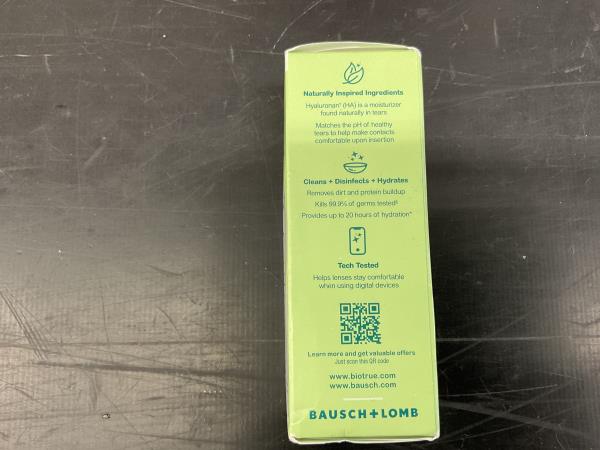 Naturally Inspired Ingredients
Hyaluronan† (HA) is a moisturizer
found naturally in tears
Matches the pH of healthy
tears to help make contacts
comfortable upon insertion
Cleans + Disinfects + Hydrates
Removes dirt and protein buildup
Kills 99.9% of germs tested§
Provides up to 20 hours of hydration*
Tech Tested
Helps lenses stay comfortable
when using digital devices
Learn more and get valuable offers
Just scan this QR code
www.biotrue.com
www.bausch.com
BAUSCH+LOMB